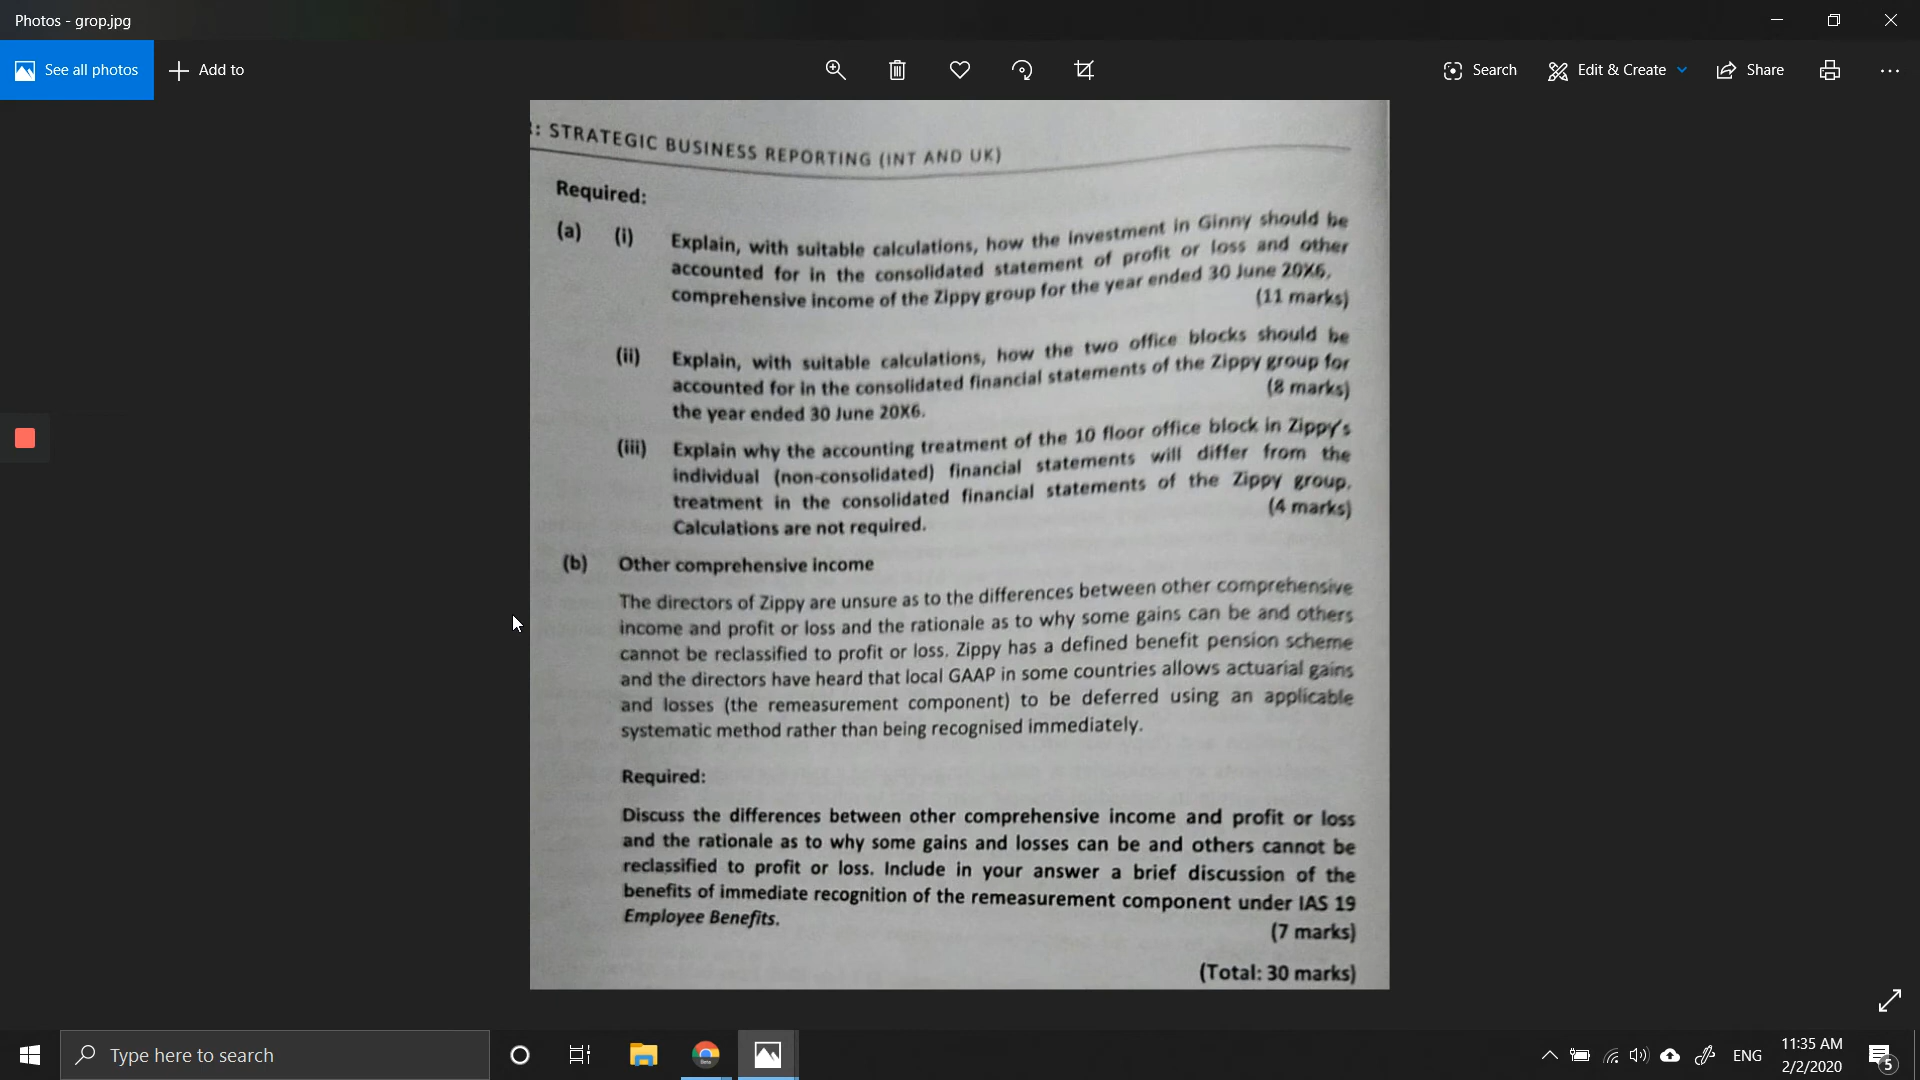 Photos - grop.jpg
See all photos
Add to
Search
Edit & Create
Share
: STRATEGIC BUSINESS REPORTING (INT AND UK)
Required:
(a) (i) Explain, with suitable calculations, how the investment in Ginny should be
accounted for in the consolidated statement of profit or loss and other
comprehensive income of the Zippy group for the year ended 30 June 20X6.
(11 marks)
(ii) Explain, with suitable calculations, how the two office blocks should be
accounted for in the consolidated financial statements of the Zippy group for
the year ended 30 June 20X6.
(8 marks)
(iii) Explain why the accounting treatment of the 10 floor office block in Zippy's
individual (non-consolidated) financial statements will differ from the
treatment in the consolidated financial statements of the Zippy group.
Calculations are not required.
(4 marks)
(b) Other comprehensive income
The directors of Zippy are unsure as to the differences between other comprehensive
income and profit or loss and the rationale as to why some gains can be and others
cannot be reclassified to profit or loss. Zippy has a defined benefit pension scheme
and the directors have heard that local GAAP in some countries allows actuarial gains
and losses (the remeasurement component) to be deferred using an applicable
systematic method rather than being recognised immediately.
Required:
Discuss the differences between other comprehensive income and profit or loss
and the rationale as to why some gains and losses can be and others cannot be
reclassified to profit or loss. Include in your answer a brief discussion of the
benefits of immediate recognition of the remeasurement component under IAS 19
Employee Benefits.
(7 marks)
(Total: 30 marks)
Type here to search
ENG
11:35 AM
2/2/2020
5